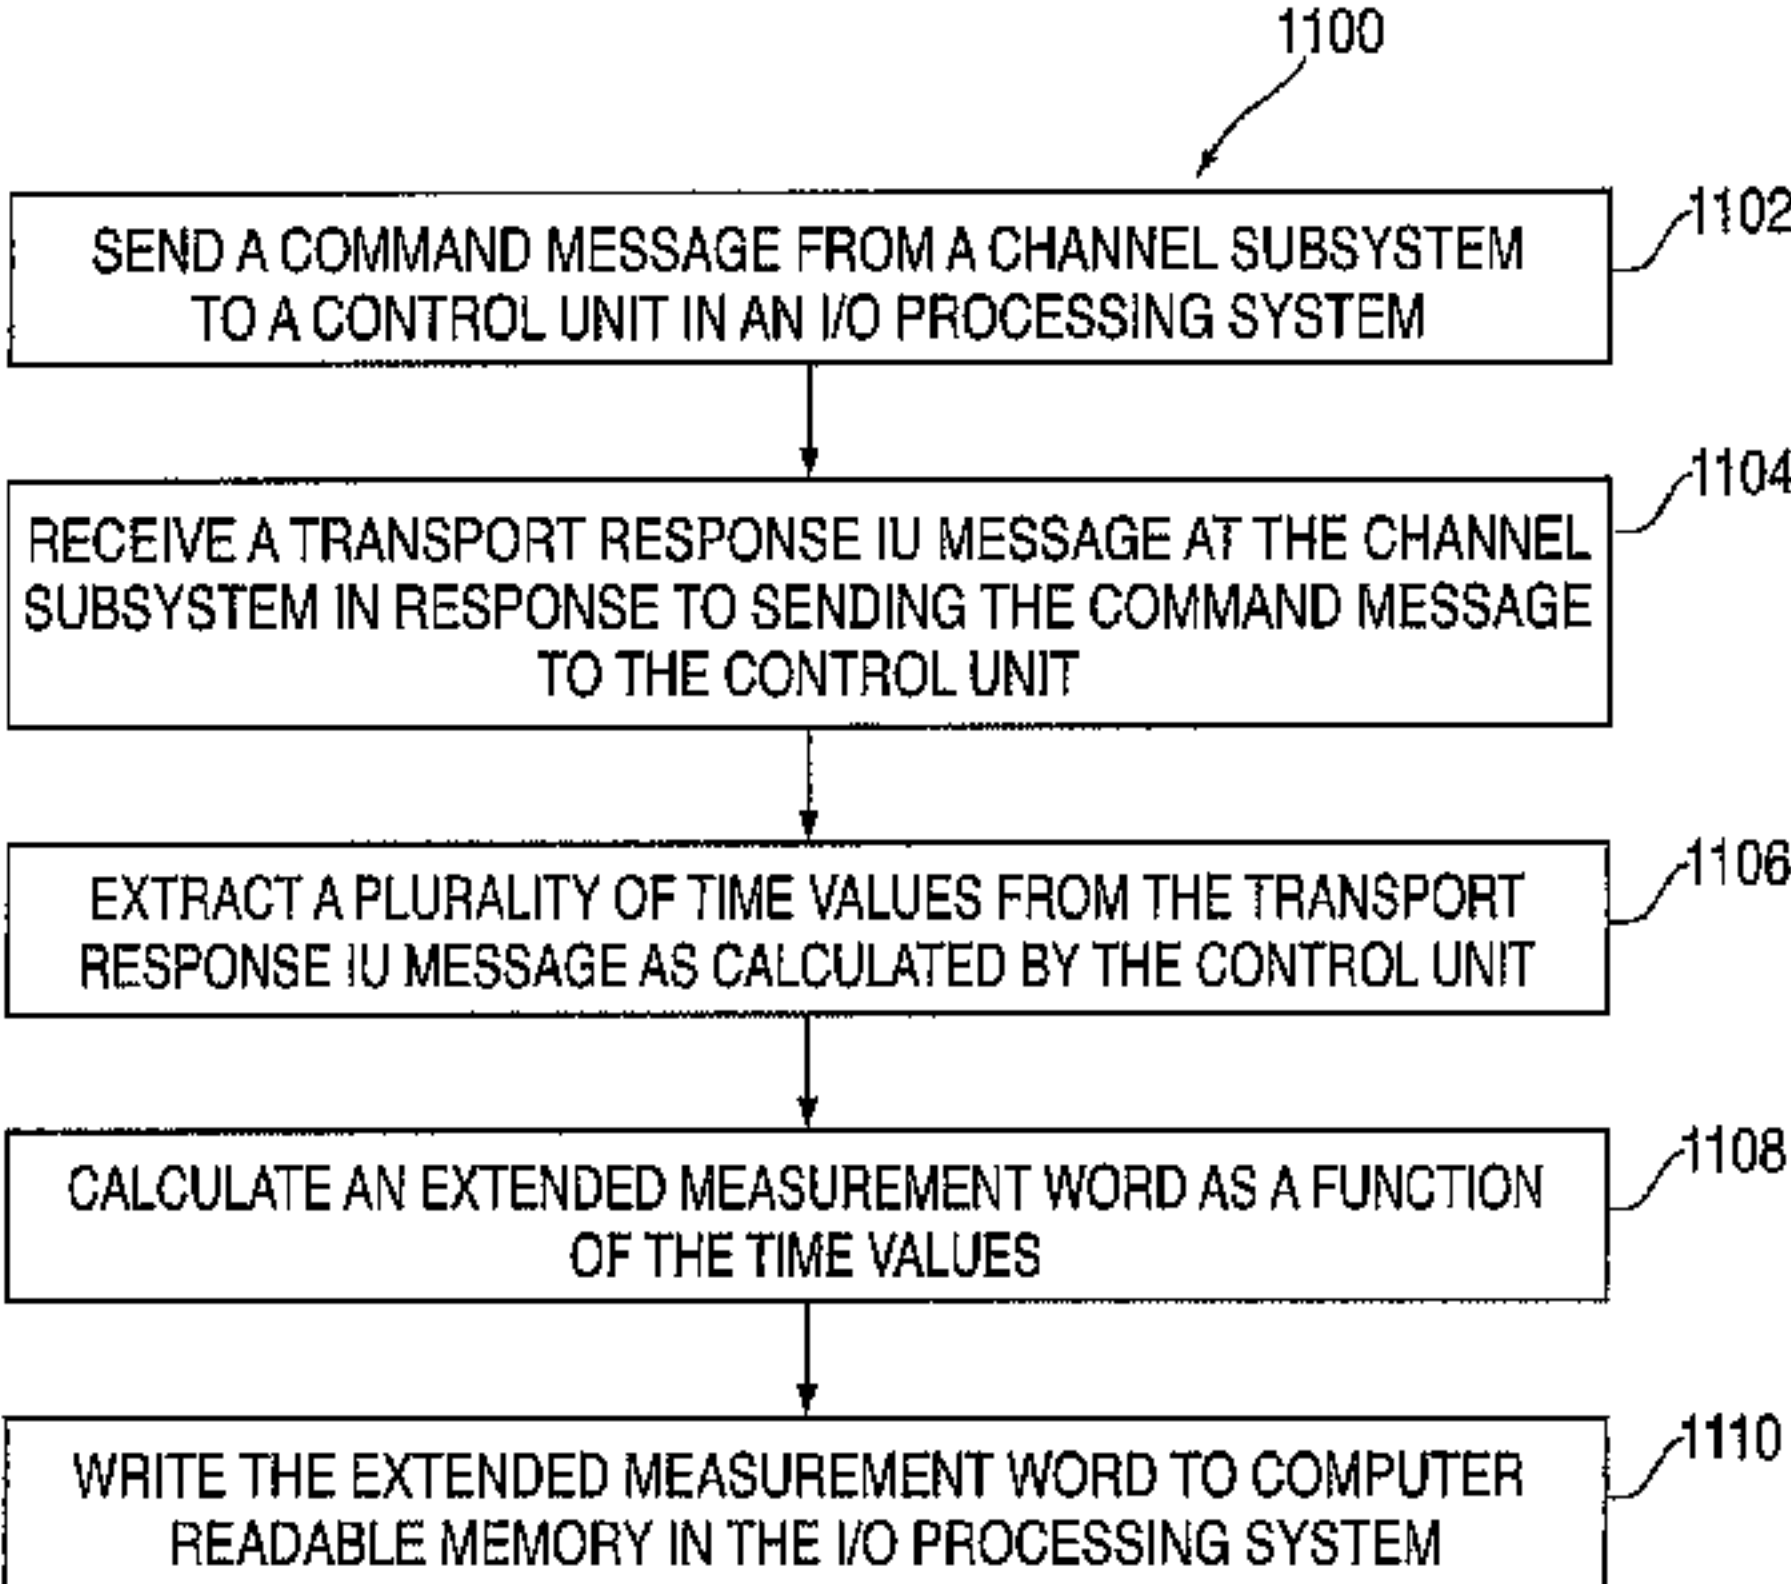 1100
1102
SEND A COMMAND MESSAGE FROM A CHANNEL SUBSYSTEM
TO A CONTROL UNIT IN AN I/O PROCESSING SYSTEM
1104
RECEIVE A TRANSPORT RESPONSE IU MESSAGE AT THE CHANNEL
SUBSYSTEM IN RESPONSE TO SENDING THE COMMAND MESSAGE
TO THE CONTROL UNIT
1106
EXTRACT A PLURALITY OF TIME VALUES FROM THE TRANSPORT
RESPONSE IU MESSAGE AS CALCULATED BY THE CONTROL UNIT
1108
CALCULATE AN EXTENDED MEASUREMENT WORD AS A FUNCTION
OF THE TIME VALUES
1110
WRITE THE EXTENDED MEASUREMENT WORD TO COMPUTER
READABLE MEMORY IN THE I/O PROCESSING SYSTEM